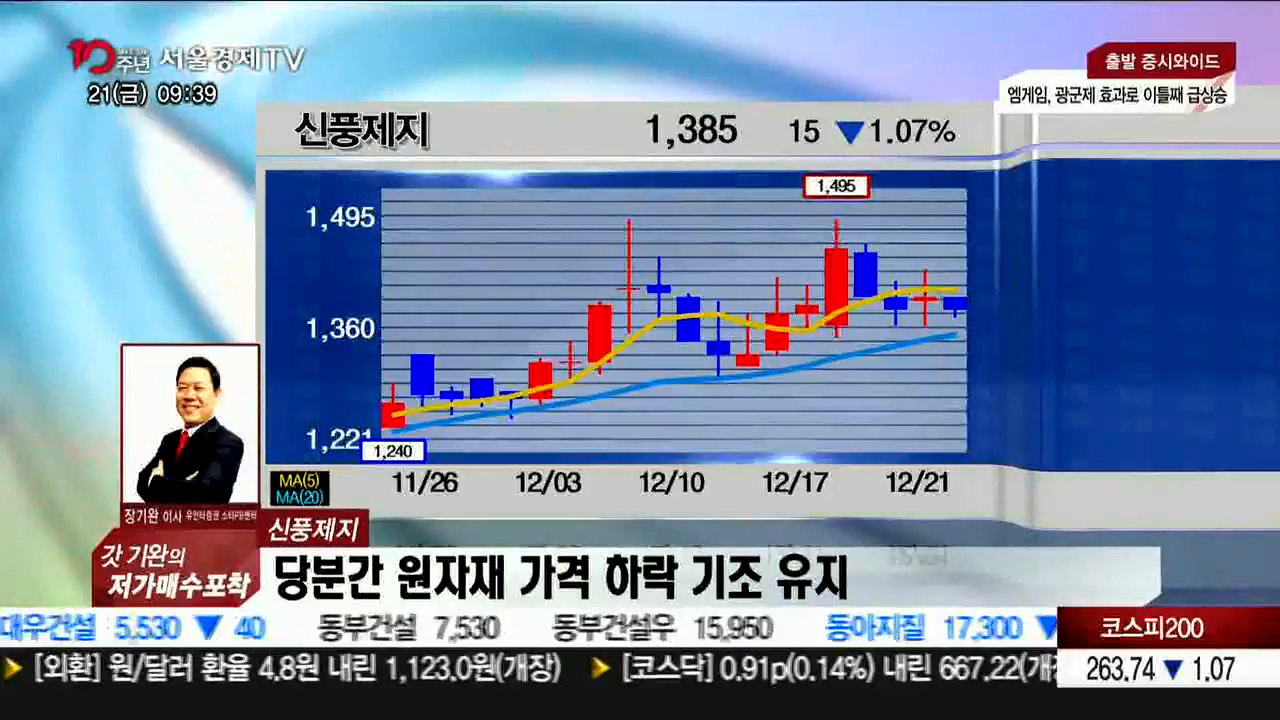 10주년 서울경제TV
21(금) 09:39
출발 증시와이드
엠게임, 광군제 효과로 이틀째 급상승
신풍제지 1,385 15 ▼1.07%
1,495
1,495
1,360
1,221
1,240
MA(5)
MA(20)
11/26 12/03 12/10 12/17 12/21
장기완 이사 유안타증권
갓 기완의
저가매수포착
신풍제지
당분간 원자재 가격 하락 기조 유지
대우건설 5,530 ▼ 40 동부건설 7,530 동부건설우 15,950 동아지질 17,300 ▼
코스피200
[외환] 원/달러 환율 4.8원 내린 1,123.0원(개장) [코스닥] 0.91p(0.14%) 내린 667.22(개장
263.74 ▼ 1.07